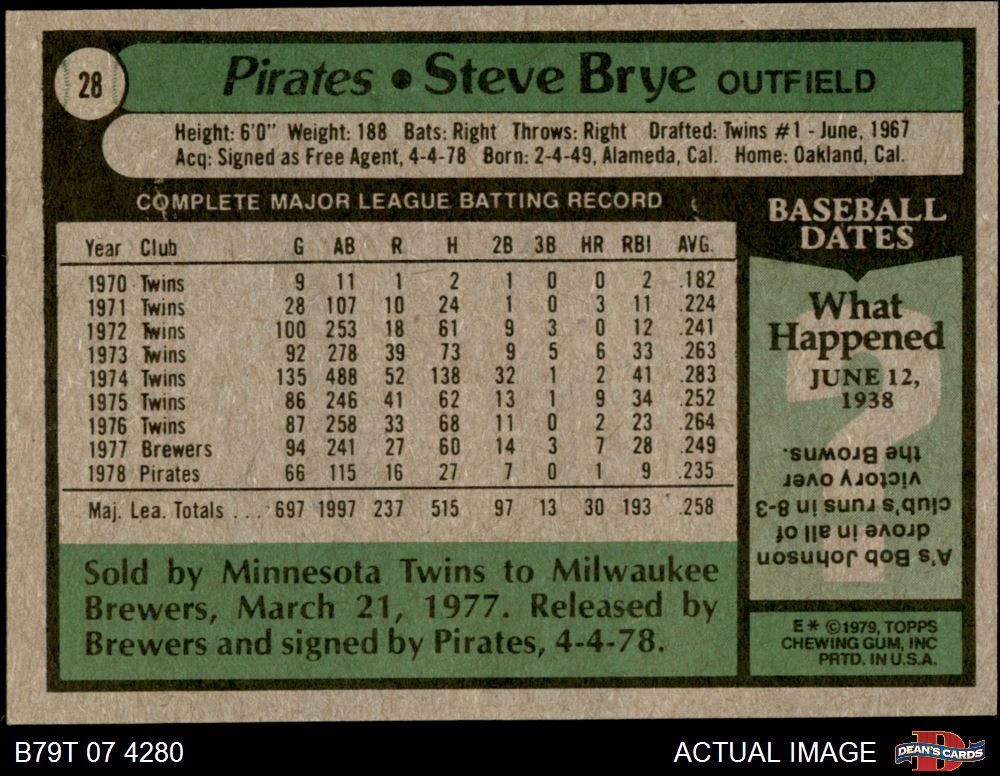 28
Pirates • Steve Brye OUTFIELD
Height: 6'0" Weight: 188 Bats: Right Throws: Right Drafted: Twins #1 - June, 1967
Acq: Signed as Free Agent, 4-4-78 Born: 2-4-49, Alameda, Cal. Home: Oakland, Cal.
COMPLETE MAJOR LEAGUE BATTING RECORD
Year Club G AB R H 2B 3B HR RBI AVG.
1970 Twins 9 11 1 2 1 0 0 2 .182
1971 Twins 28 107 10 24 1 0 3 11 .224
1972 Twins 100 253 18 61 9 3 0 12 .241
1973 Twins 92 278 39 73 9 5 6 33 .263
1974 Twins 135 488 52 138 32 1 2 41 .283
1975 Twins 86 246 41 62 13 1 9 34 .252
1976 Twins 87 258 33 68 11 0 2 23 .264
1977 Brewers 94 241 27 60 14 3 7 28 .249
1978 Pirates 66 115 16 27 7 0 1 9 .235
Maj. Lea. Totals ... 697 1997 237 515 97 13 30 193 .258
Sold by Minnesota Twins to Milwaukee
Brewers, March 21, 1977. Released by
Brewers and signed by Pirates, 4-4-78.
BASEBALL
DATES
What
Happened
JUNE 12,
1938
A's Bob Johnson
drove in all of
club's runs in 8-3
victory over
the Browns.
E* ©1979, TOPPS
CHEWING GUM, INC
PRTD. IN U.S.A.
B79T 07 4280
ACTUAL IMAGE
DEAN'S CARDS